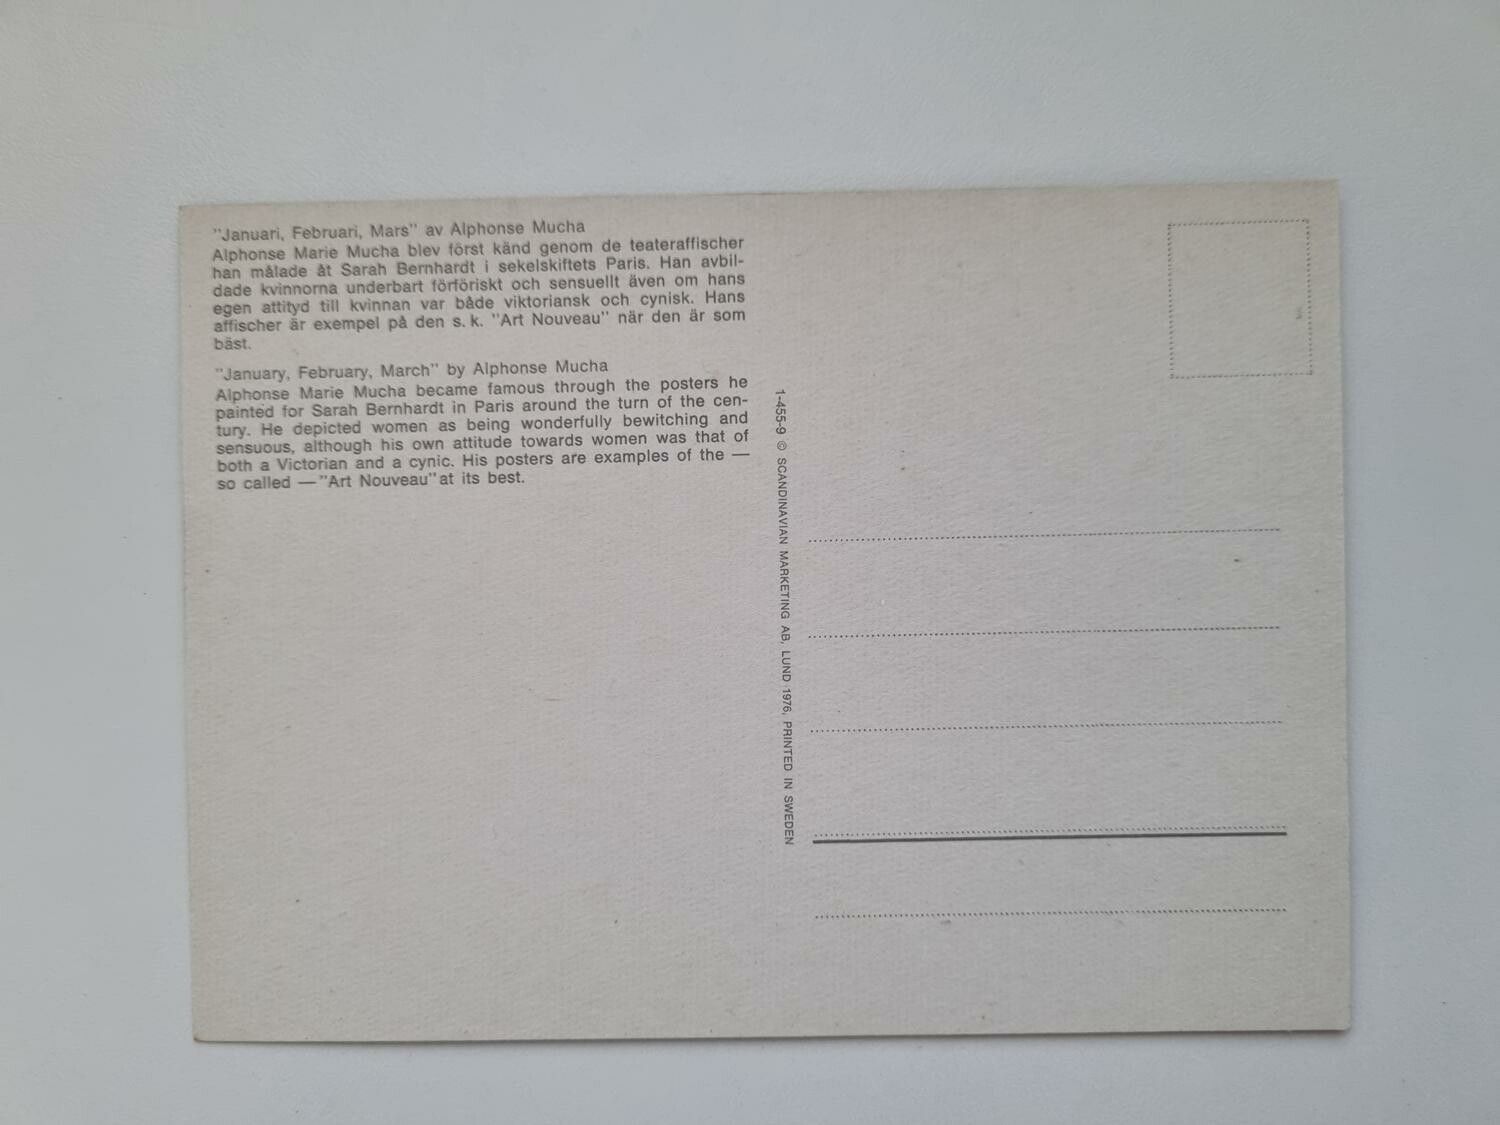 "Januari, Februari, Mars" av Alphonse Mucha
Alphonse Marie Mucha blev först känd genom de teateraffischer
han målade åt Sarah Bernhardt i sekelskiftets Paris. Han avbil-
dade kvinnorna underbart förföriskt och sensuellt även om hans
egen attityd till kvinnan var både viktoriansk och cynisk. Hans
affischer är exempel på den s. k. "Art Nouveau" när den är som
bäst.
"January, February, March" by Alphonse Mucha
Alphonse Marie Mucha became famous through the posters he
painted for Sarah Bernhardt in Paris around the turn of the cen-
tury. He depicted women as being wonderfully bewitching and
sensuous, although his own attitude towards women was that of
both a Victorian and a cynic. His posters are examples of the —
so called — "Art Nouveau" at its best.
1-455-9 © SCANDINAVIAN MARKETING AB, LUND 1976, PRINTED IN SWEDEN